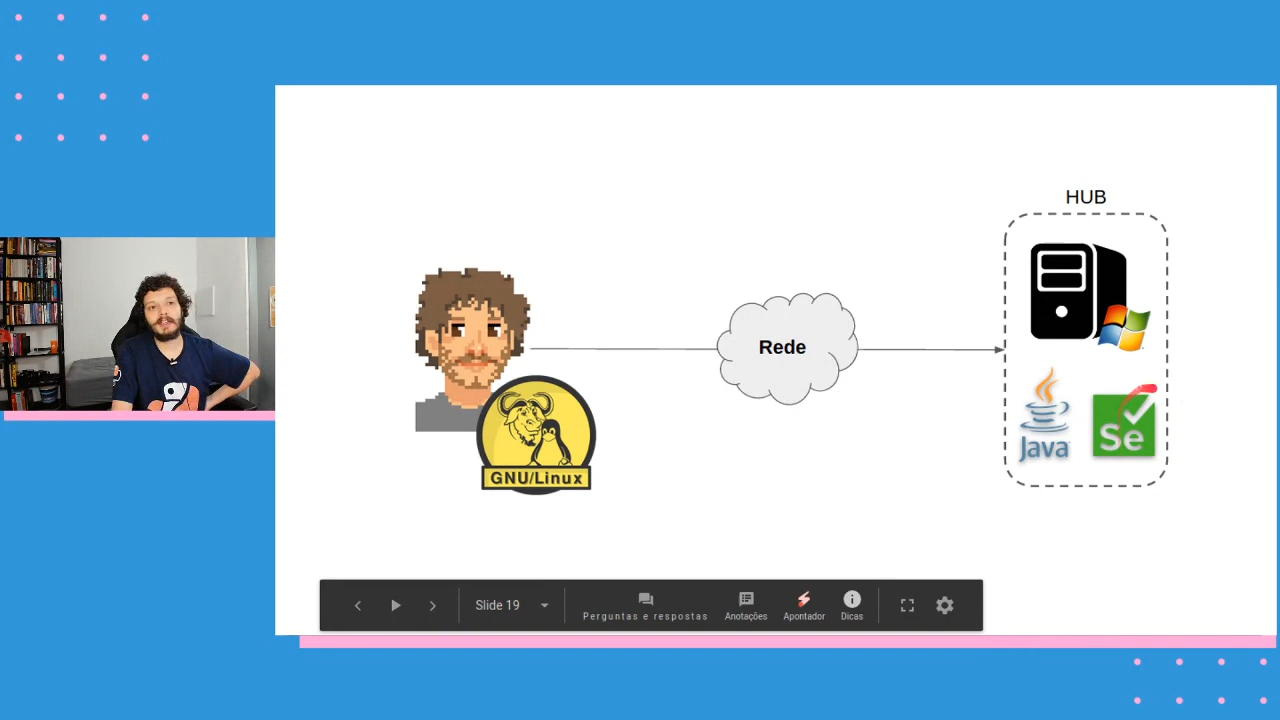 HUB
Rede
Java
Se
GNU/Linux
Slide 19
Perguntas e respostas
Anotações
Apontador
Dicas